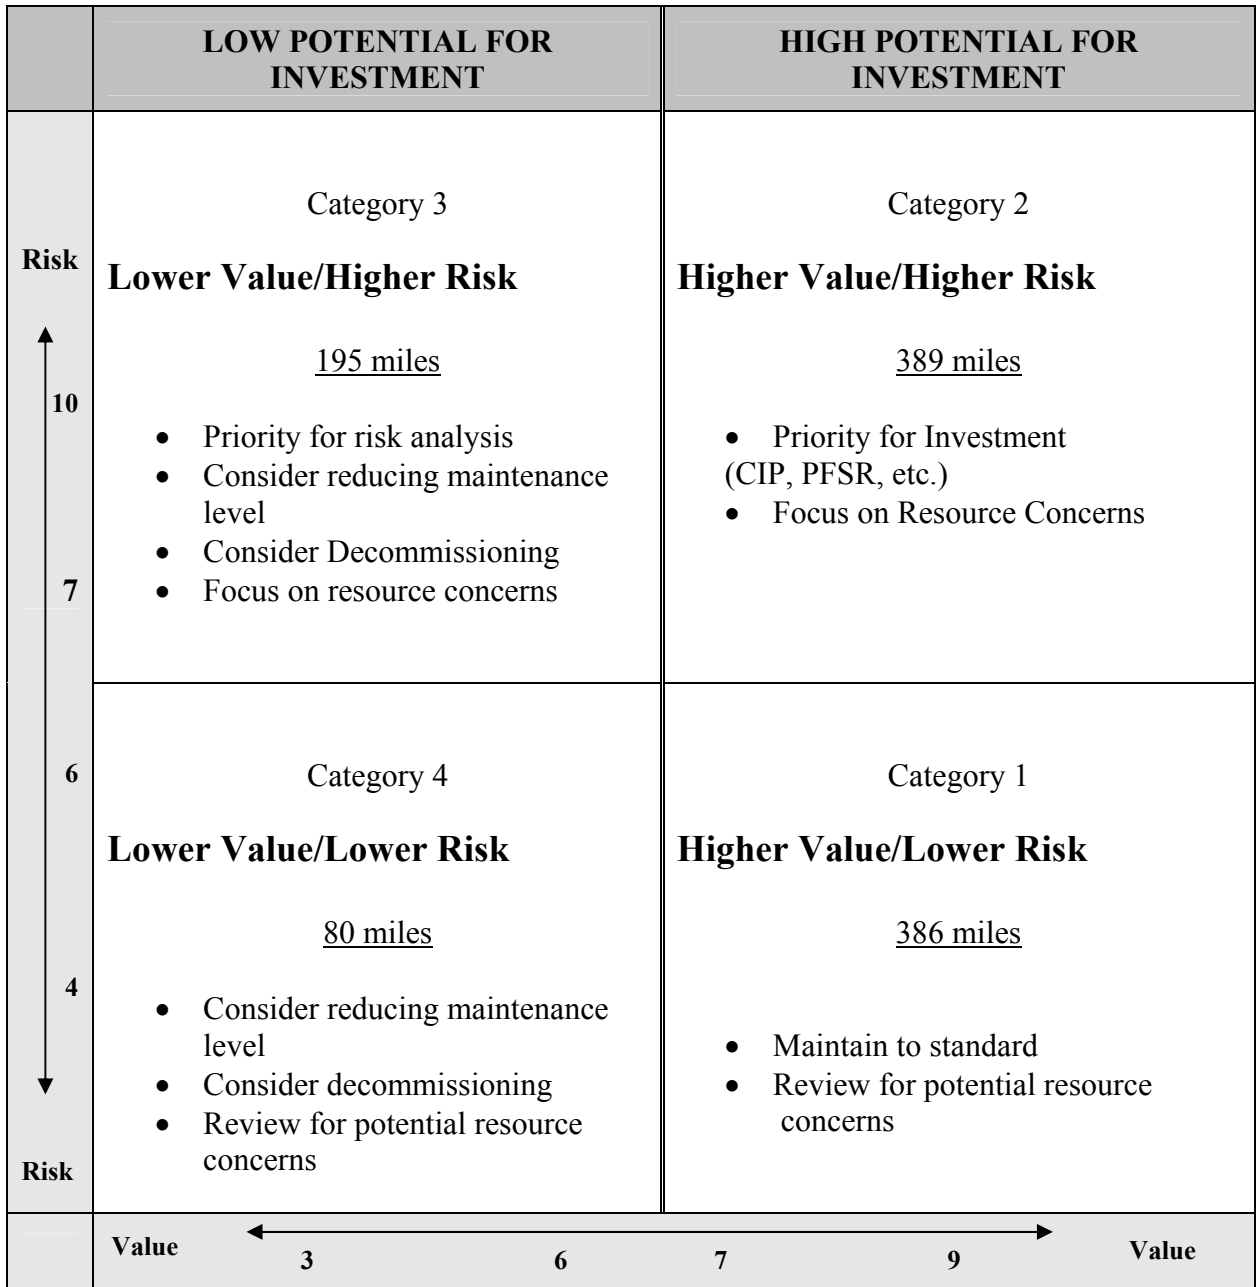 LOW POTENTIAL FOR
INVESTMENT
HIGH POTENTIAL FOR
INVESTMENT
Risk
10
7
6
4
Risk
Category 3
Lower Value/Higher Risk
195 miles
• Priority for risk analysis
• Consider reducing maintenance
level
• Consider Decommissioning
• Focus on resource concerns
Category 2
Higher Value/Higher Risk
389 miles
• Priority for Investment
(CIP, PFSR, etc.)
• Focus on Resource Concerns
Category 4
Lower Value/Lower Risk
80 miles
• Consider reducing maintenance
level
• Consider decommissioning
• Review for potential resource
concerns
Category 1
Higher Value/Lower Risk
386 miles
• Maintain to standard
• Review for potential resource
concerns
Value 3 6 7 9 Value